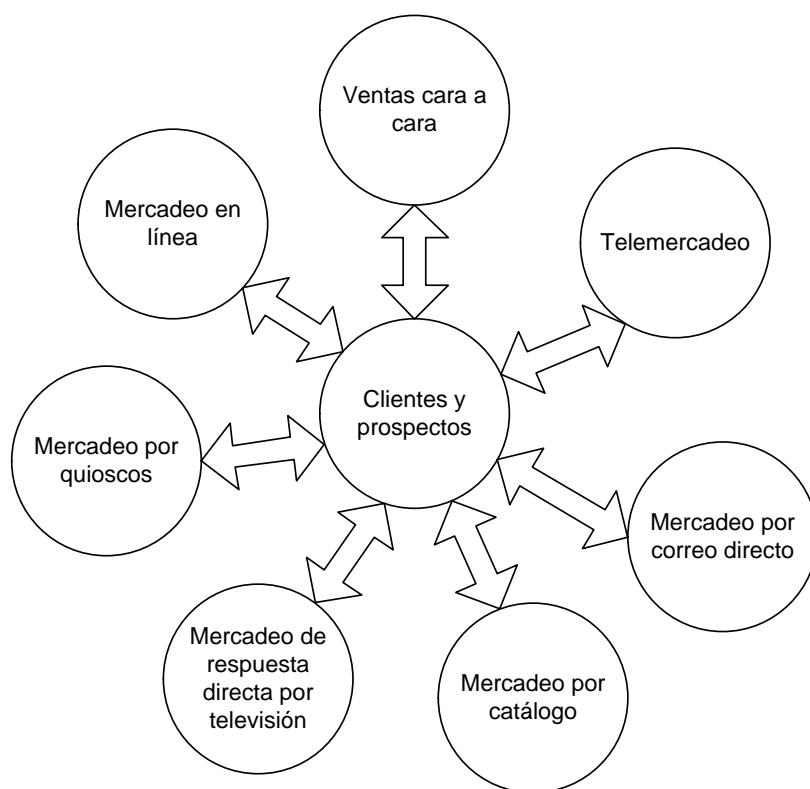 Ventas cara a
cara
Mercadeo en
línea
Telemercadeo
Clientes y
prospectos
Mercadeo por
quioscos
Mercadeo por
correo directo
Mercadeo de
respuesta
directa por
televisión
Mercadeo por
catálogo